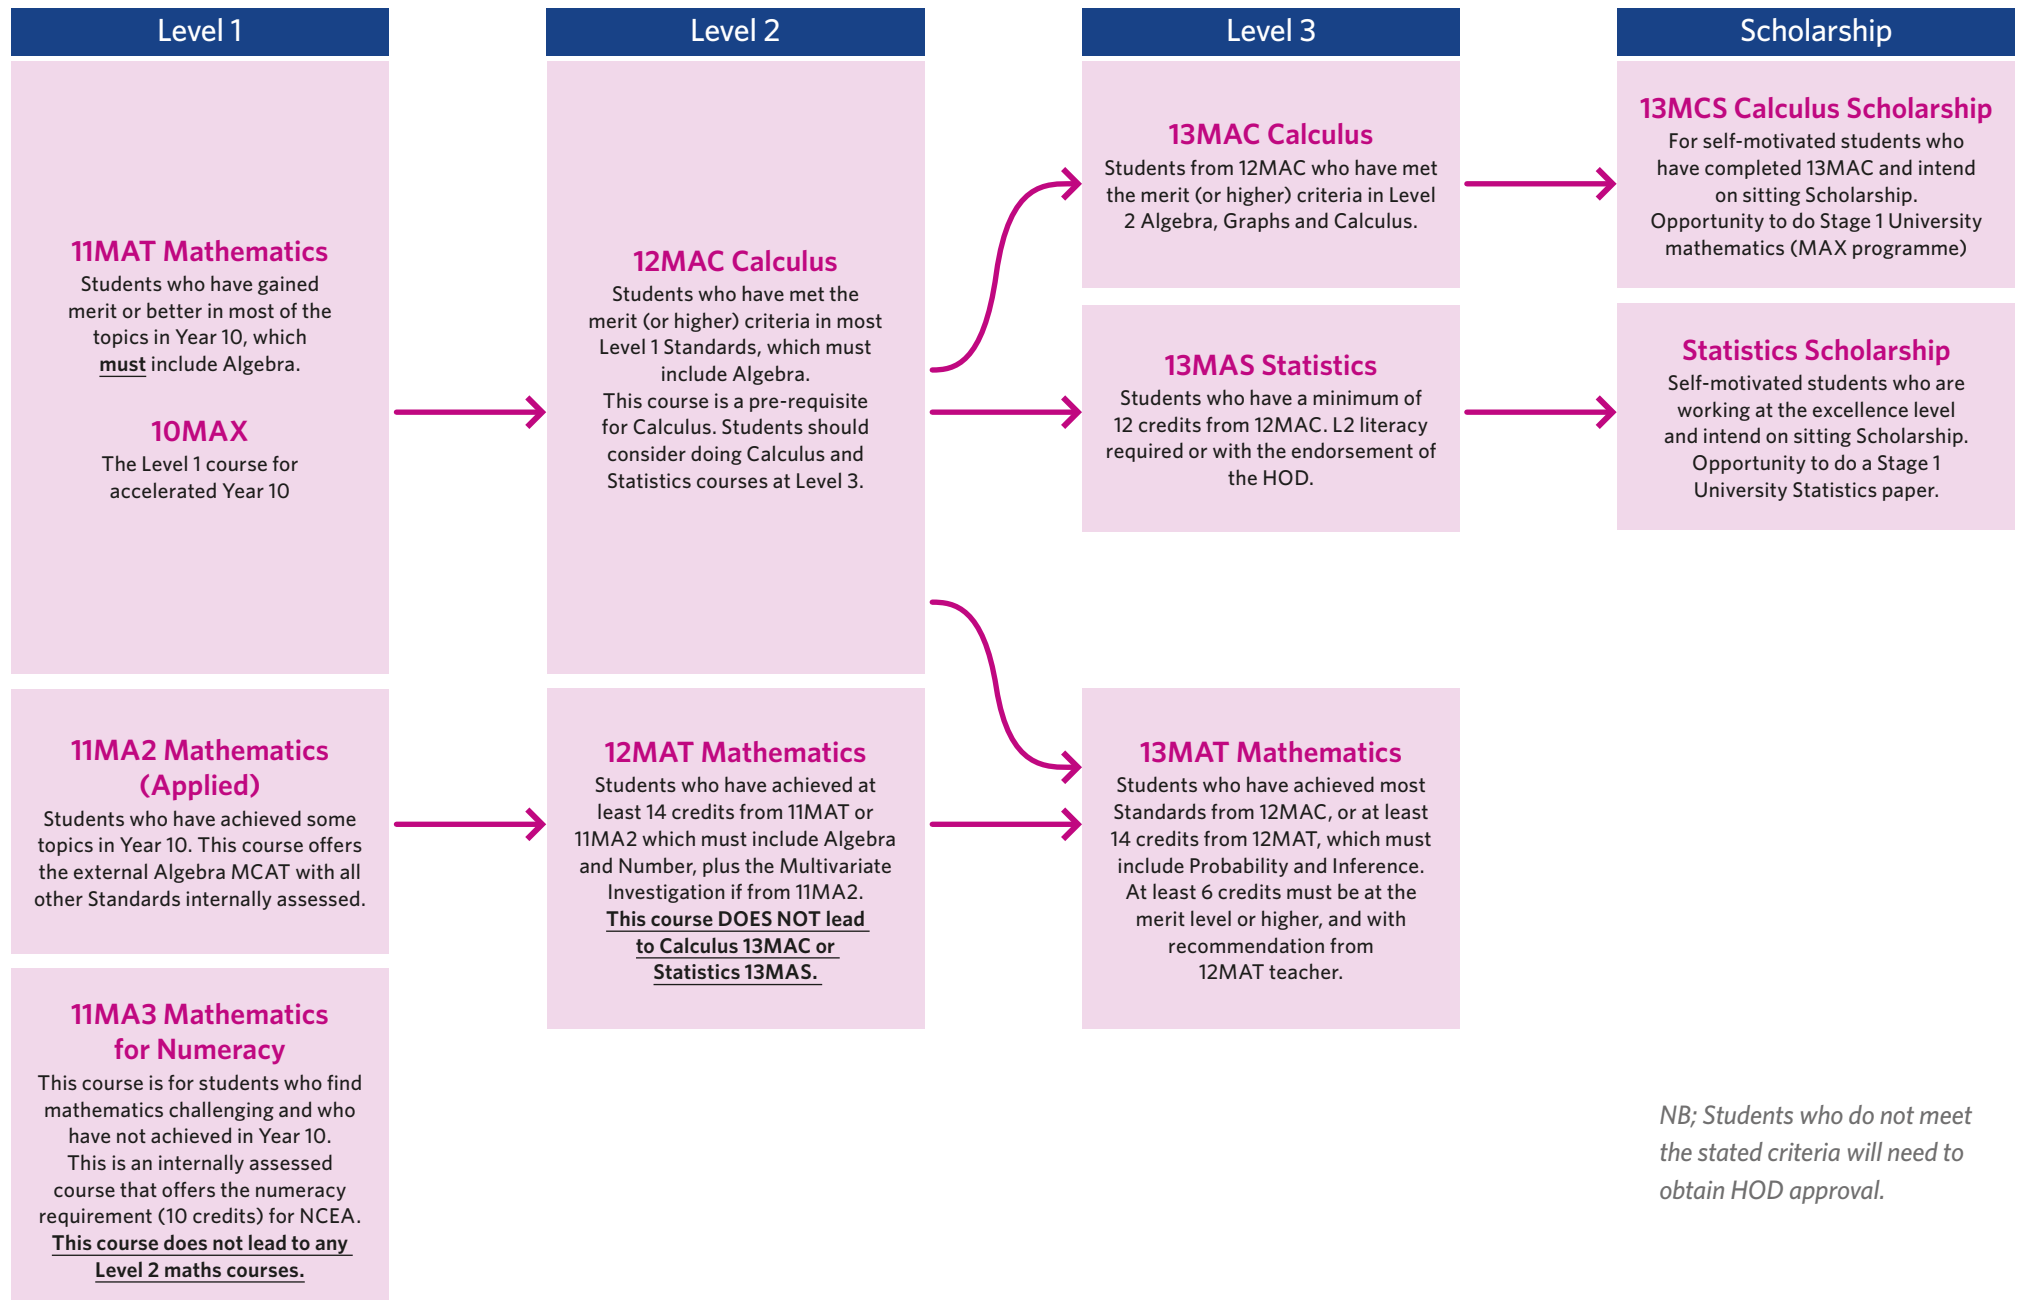 Level 1
11MAT Mathematics
Students who have gained
merit or better in most of the
topics in Year 10, which
must include Algebra.
10MAX
The Level 1 course for
accelerated Year 10
11MA2 Mathematics
(Applied)
Students who have achieved some
topics in Year 10. This course offers
the external Algebra MCAT with all
other Standards internally assessed.
11MA3 Mathematics
for Numeracy
This course is for students who find
mathematics challenging and who
have not achieved in Year 10.
This is an internally assessed
course that offers the numeracy
requirement (10 credits) for NCEA.
This course does not lead to any
Level 2 maths courses.
Level 2
12MAC Calculus
Students who have met the
merit (or higher) criteria in most
Level 1 Standards, which must
include Algebra.
This course is a pre-requisite
for Calculus. Students should
consider doing Calculus and
Statistics courses at Level 3.
12MAT Mathematics
Students who have achieved at
least 14 credits from 11MAT or
11MA2 which must include Algebra
and Number, plus the Multivariate
Investigation if from 11MA2.
This course DOES NOT lead
to Calculus 13MAC or
Statistics 13MAS.
Level 3
13MAC Calculus
Students from 12MAC who have met
the merit (or higher) criteria in Level
2 Algebra, Graphs and Calculus.
13MAS Statistics
Students who have a minimum of
12 credits from 12MAC. L2 literacy
required or with the endorsement of
the HOD.
13MAT Mathematics
Students who have achieved most
Standards from 12MAC, or at least
14 credits from 12MAT, which must
include Probability and Inference.
At least 6 credits must be at the
merit level or higher, and with
recommendation from
12MAT teacher.
Scholarship
13MCS Calculus Scholarship
For self-motivated students who
have completed 13MAC and intend
on sitting Scholarship.
Opportunity to do Stage 1 University
mathematics (MAX programme)
Statistics Scholarship
Self-motivated students who are
working at the excellence level
and intend on sitting Scholarship.
Opportunity to do a Stage 1
University Statistics paper.
NB; Students who do not meet
the stated criteria will need to
obtain HOD approval.